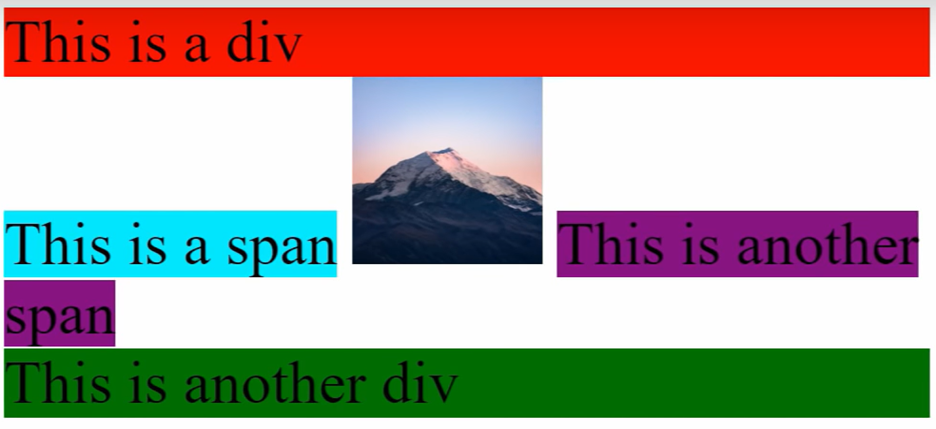 This is a div
This is a span This is another
span
This is another div